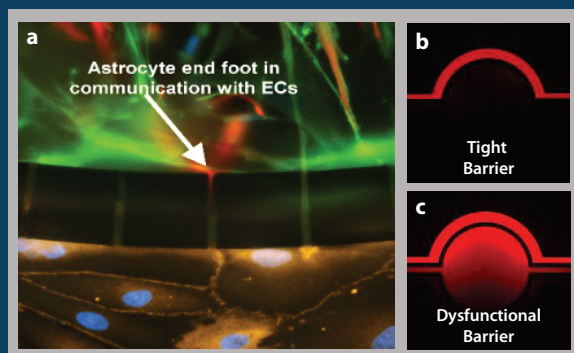 a
Astrocyte end foot in
communication with ECs
b
Tight
Barrier
c
Dysfunctional
Barrier